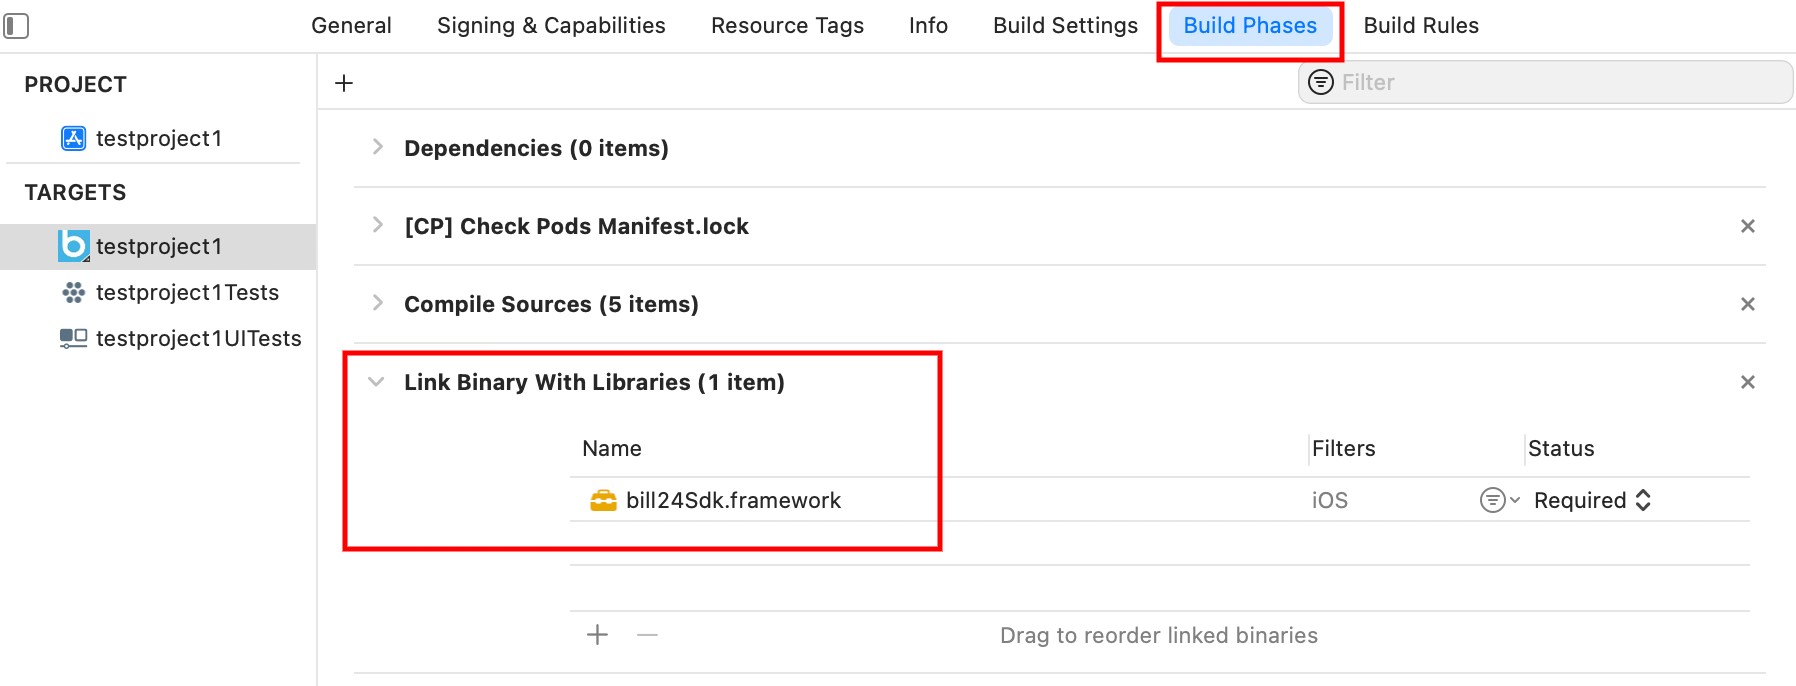 General Signing & Capabilities Resource Tags Info Build Settings Build Phases Build Rules
PROJECT
testproject1
TARGETS
testproject1
testproject1Tests
testproject1UITests
Filter
Dependencies (0 items)
[CP] Check Pods Manifest.lock
Compile Sources (5 items)
Link Binary With Libraries (1 item)
Name Filters Status
bill24Sdk.framework iOS Required
Drag to reorder linked binaries